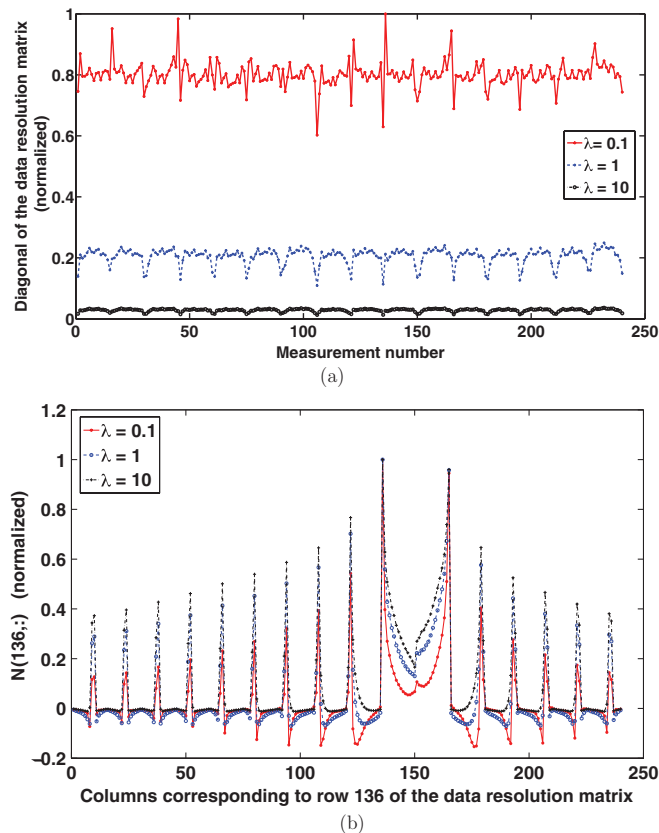 Diagonal of the data resolution matrix
(normalized)
1
0.8
0.6
0.4
0.2
0
λ= 0.1
λ = 1
λ = 10
0
50
100
150
200
250
Measurement number
(a)
N(136,:) (normalized)
1.2
1
0.8
0.6
0.4
0.2
0
−0.2
λ = 0.1
λ = 1
λ = 10
0
50
100
150
200
250
Columns corresponding to row 136 of the data resolution matrix
(b)